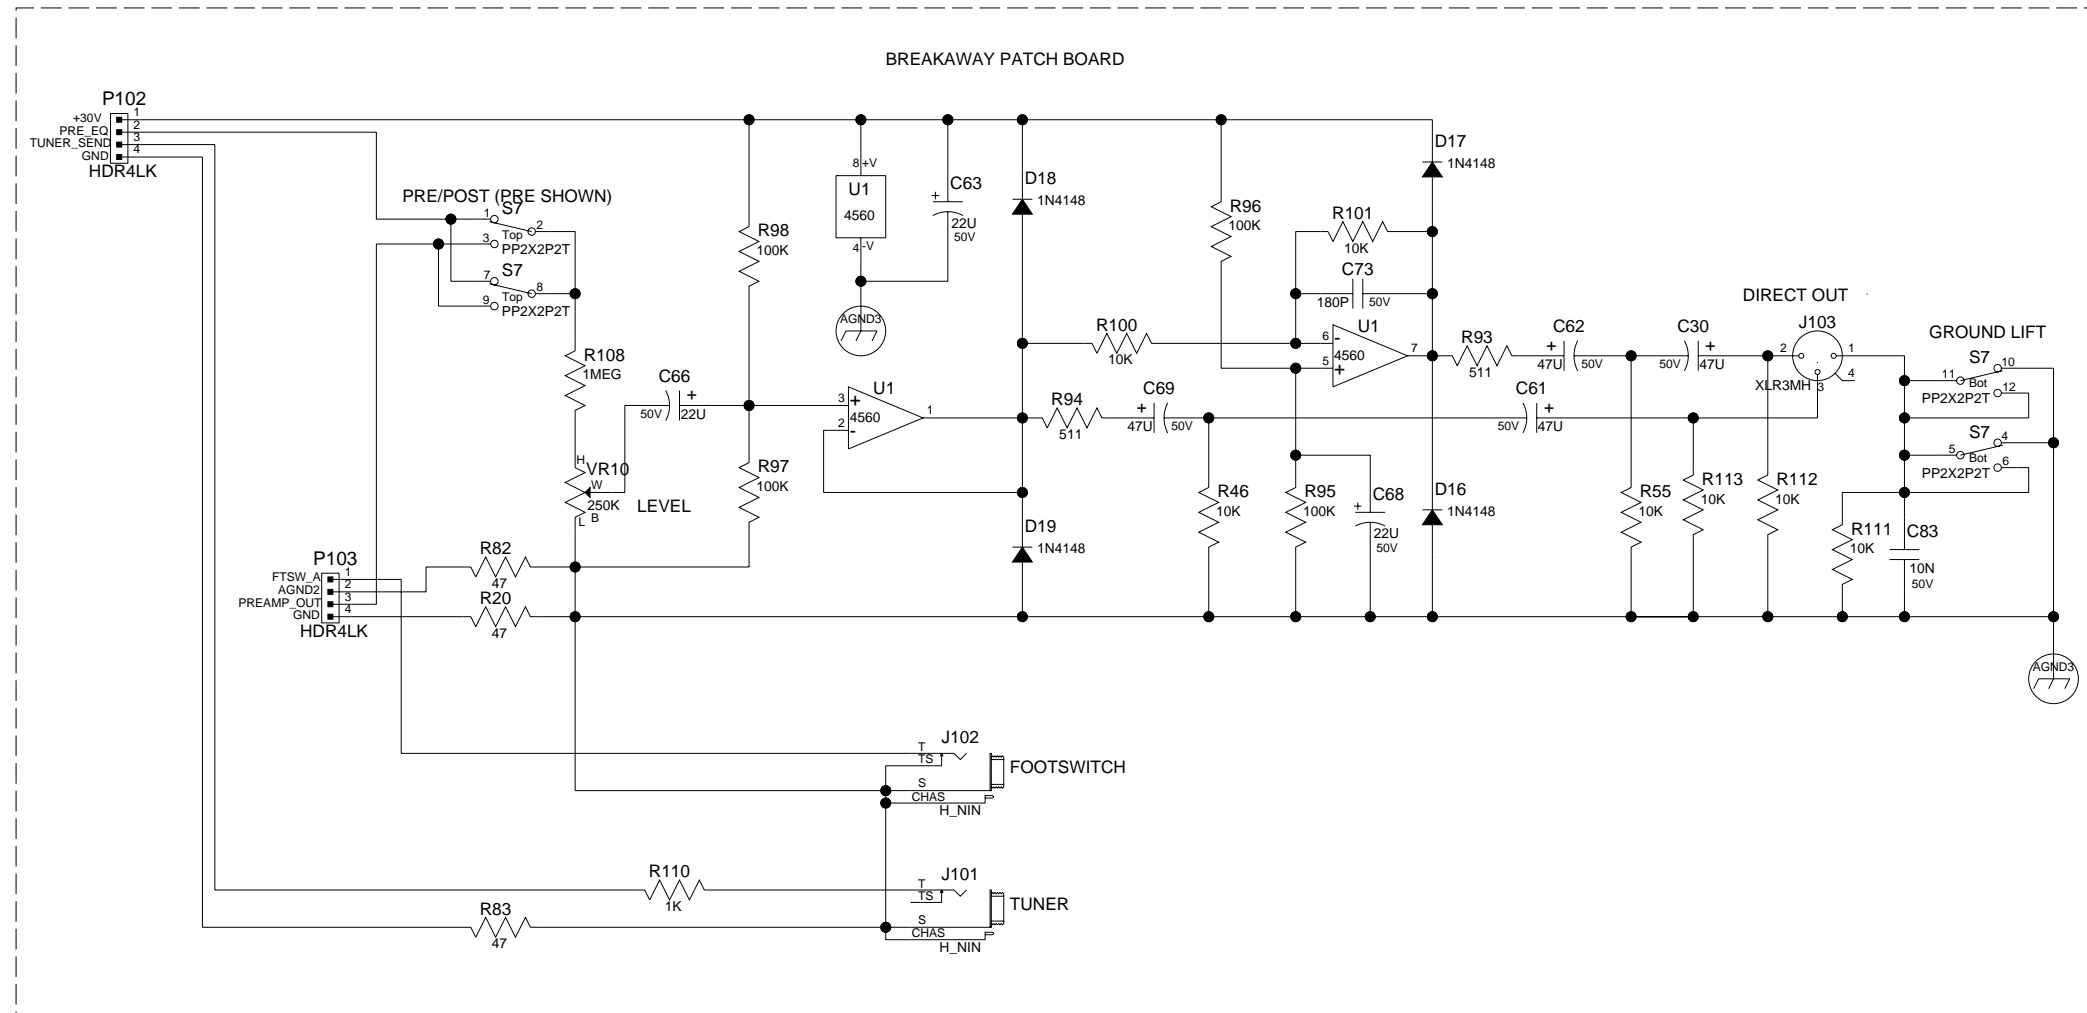 BREAKAWAY PATCH BOARD
P102
+30V 1
PRE_EQ 2
TUNER_SEND 3
GND 4
HDR4LK
PRE/POST (PRE SHOWN)
S7
1 2
Top
3 PP2X2P2T
S7
7 8
Top
9 PP2X2P2T
R108
1MEG
H
VR10
W
250K
L B
LEVEL
C66
+
50V 22U
R98
100K
R97
100K
8 +V
U1
4560
4 -V
AGND3
C63
+
22U
50V
U1
3 +
4560
2 -
1
D18
1N4148
D19
1N4148
R100
10K
R94
511
C69
+
47U 50V
R46
10K
R96
100K
R95
100K
C68
+
22U
50V
R101
10K
C73
180P 50V
U1
6 -
4560
5 +
7
D17
1N4148
D16
1N4148
R93
511
C62
+
47U 50V
C61
+
50V 47U
C30
+
50V 47U
R55
10K
R113
10K
R112
10K
DIRECT OUT
J103
2 1
4
XLR3MH 3
GROUND LIFT
S7
11 10
Bot
12
PP2X2P2T
S7
5 4
Bot
6
PP2X2P2T
R111
10K
C83
10N
50V
AGND3
P103
FTSW_A 1
AGND2 2
PREAMP_OUT 3
GND 4
HDR4LK
R82
47
R20
47
J102
T
TS
S
CHAS
H_NIN
FOOTSWITCH
R110
1K
R83
47
J101
T
TS
S
CHAS
H_NIN
TUNER